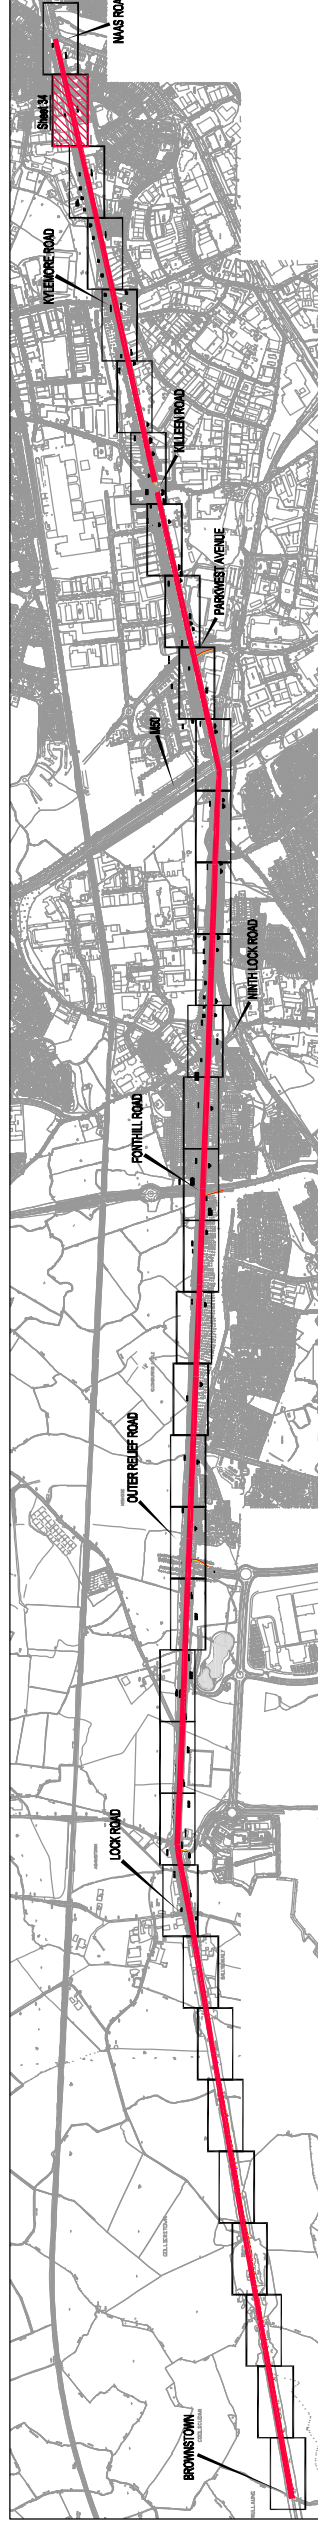 NAAS ROA
Sheet 34
KYLEMORE ROAD
KILLEEN ROAD
PARKWEST AVENUE
M50
NINTH LOCK ROAD
FONTHILL ROAD
OUTER RELIEF ROAD
LOCK ROAD
BROWNSTOWN